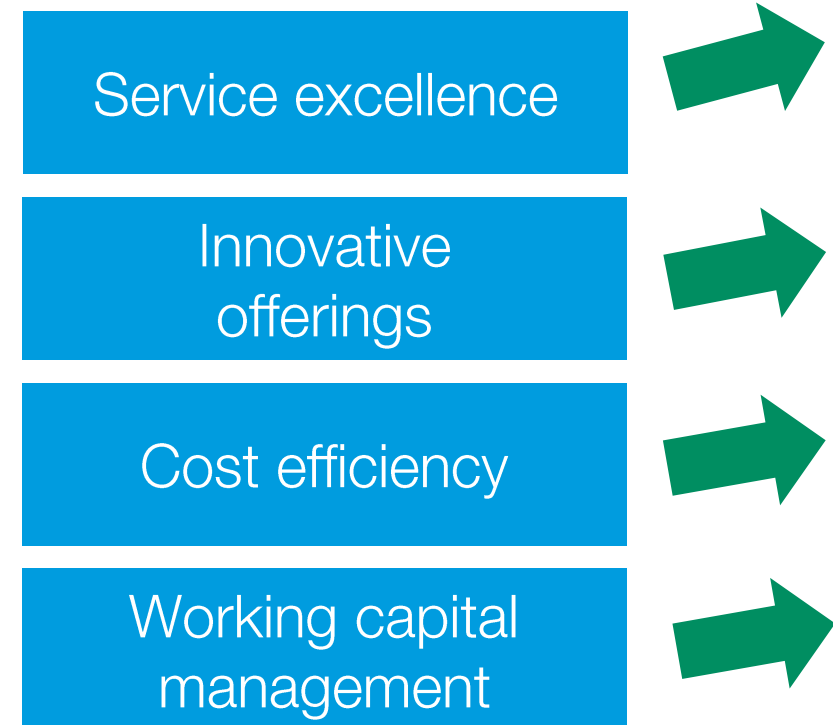 Service excellence
Innovative
offerings
Cost efficiency
Working capital
management